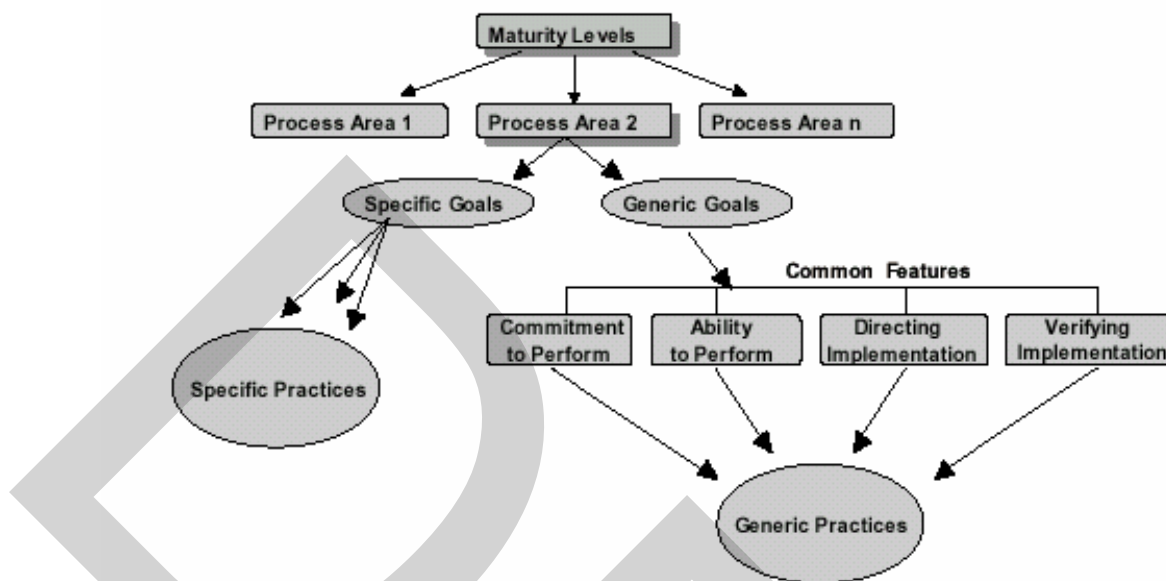 Maturity Levels
Process Area 1
Process Area 2
Process Area n
Specific Goals
Generic Goals
Common Features
Commitment
to Perform
Ability
to Perform
Directing
Implementation
Verifying
Implementation
Specific Practices
Generic Practices